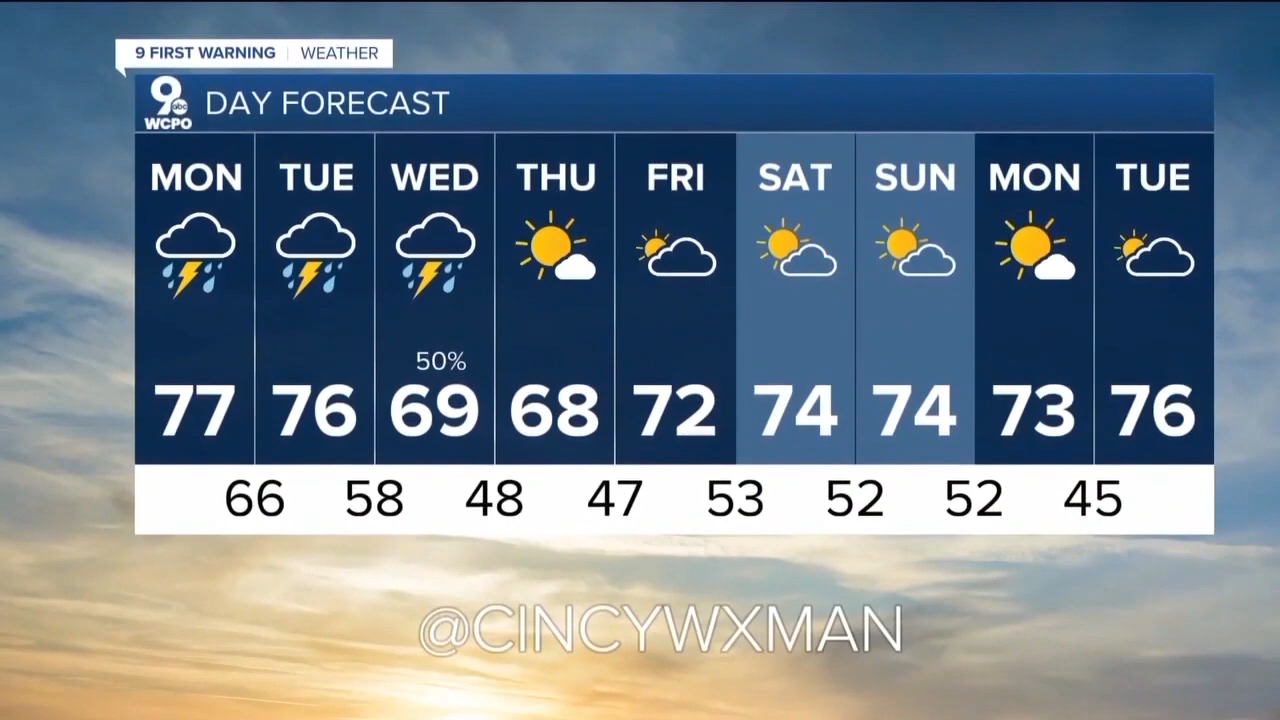 9 FIRST WARNING | WEATHER
9 abc WCPO DAY FORECAST
MON TUE WED THU FRI SAT SUN MON TUE
50%
77 76 69 68 72 74 74 73 76
66 58 48 47 53 52 52 45
@CINCYWXMAN